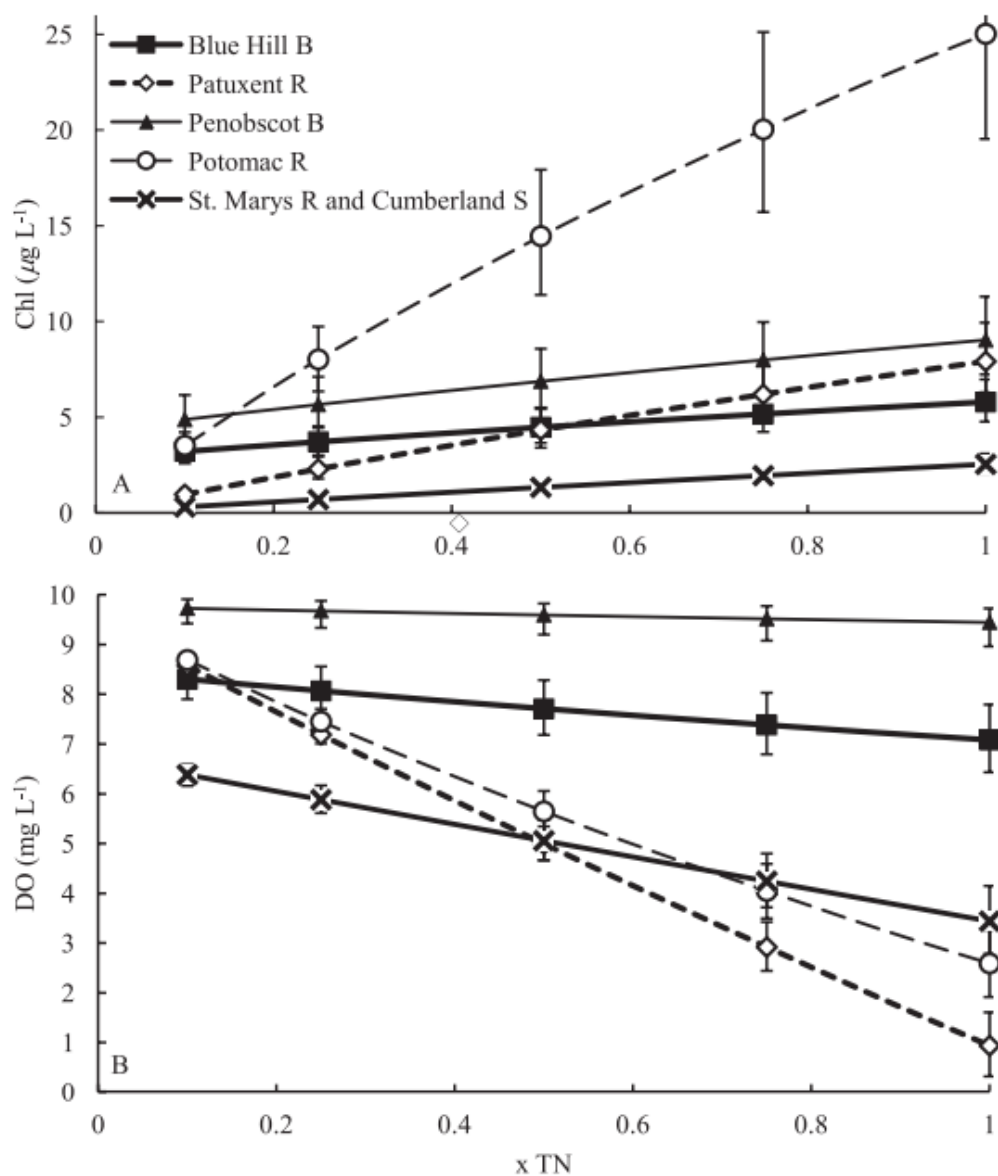 25
20
15
10
5
0
Chl (µg L⁻¹)
Blue Hill B
Patuxent R
Penobscot B
Potomac R
St. Marys R and Cumberland S
A
0 0.2 0.4 0.6 0.8 1
10
9
8
7
6
5
4
3
2
1
0
DO (mg L⁻¹)
B
0 0.2 0.4 0.6 0.8 1
x TN